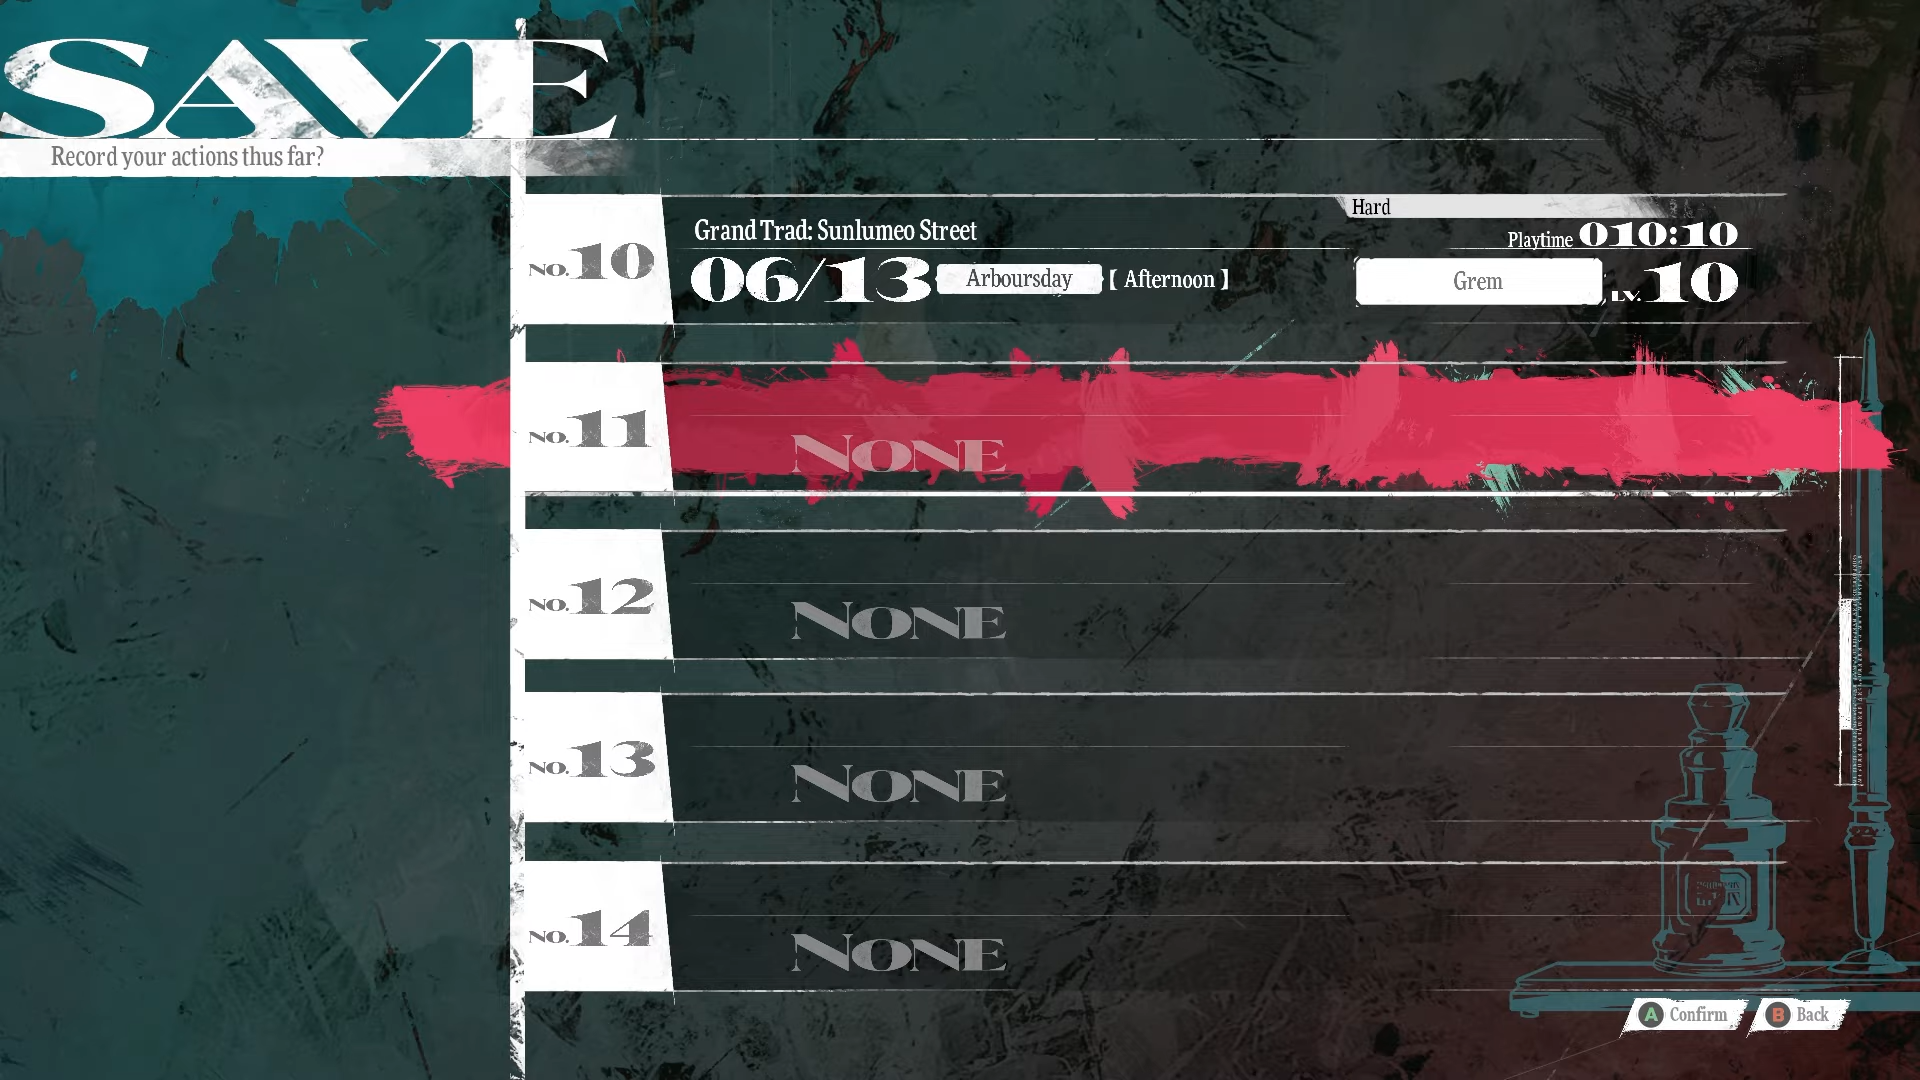 SAVE
Record your actions thus far?
Hard
No.10 Grand Trad: Sunlumeo Street Playtime 010:10
06/13 Arboursday 【 Afternoon 】 Grem Lv.10
No.11 None
No.12 None
No.13 None
No.14 None
A Confirm B Back